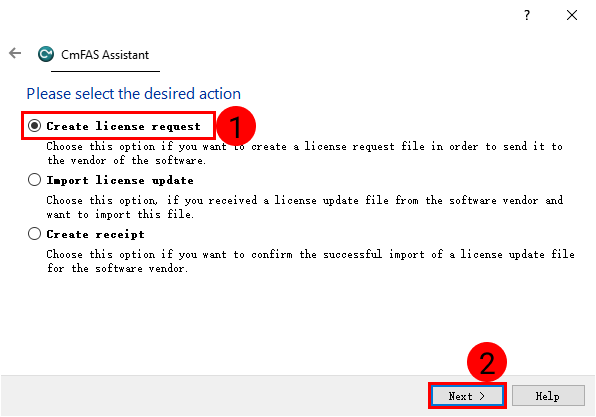 ?
CmFAS Assistant
Please select the desired action
Create license request 1
Choose this option if you want to create a license request file in order to send it to
the vendor of the software.
Import license update
Choose this option, if you received a license update file from the software vendor and
want to import this file.
Create receipt
Choose this option if you want to confirm the successful import of a license update file
for the software vendor.
2
Next > Help